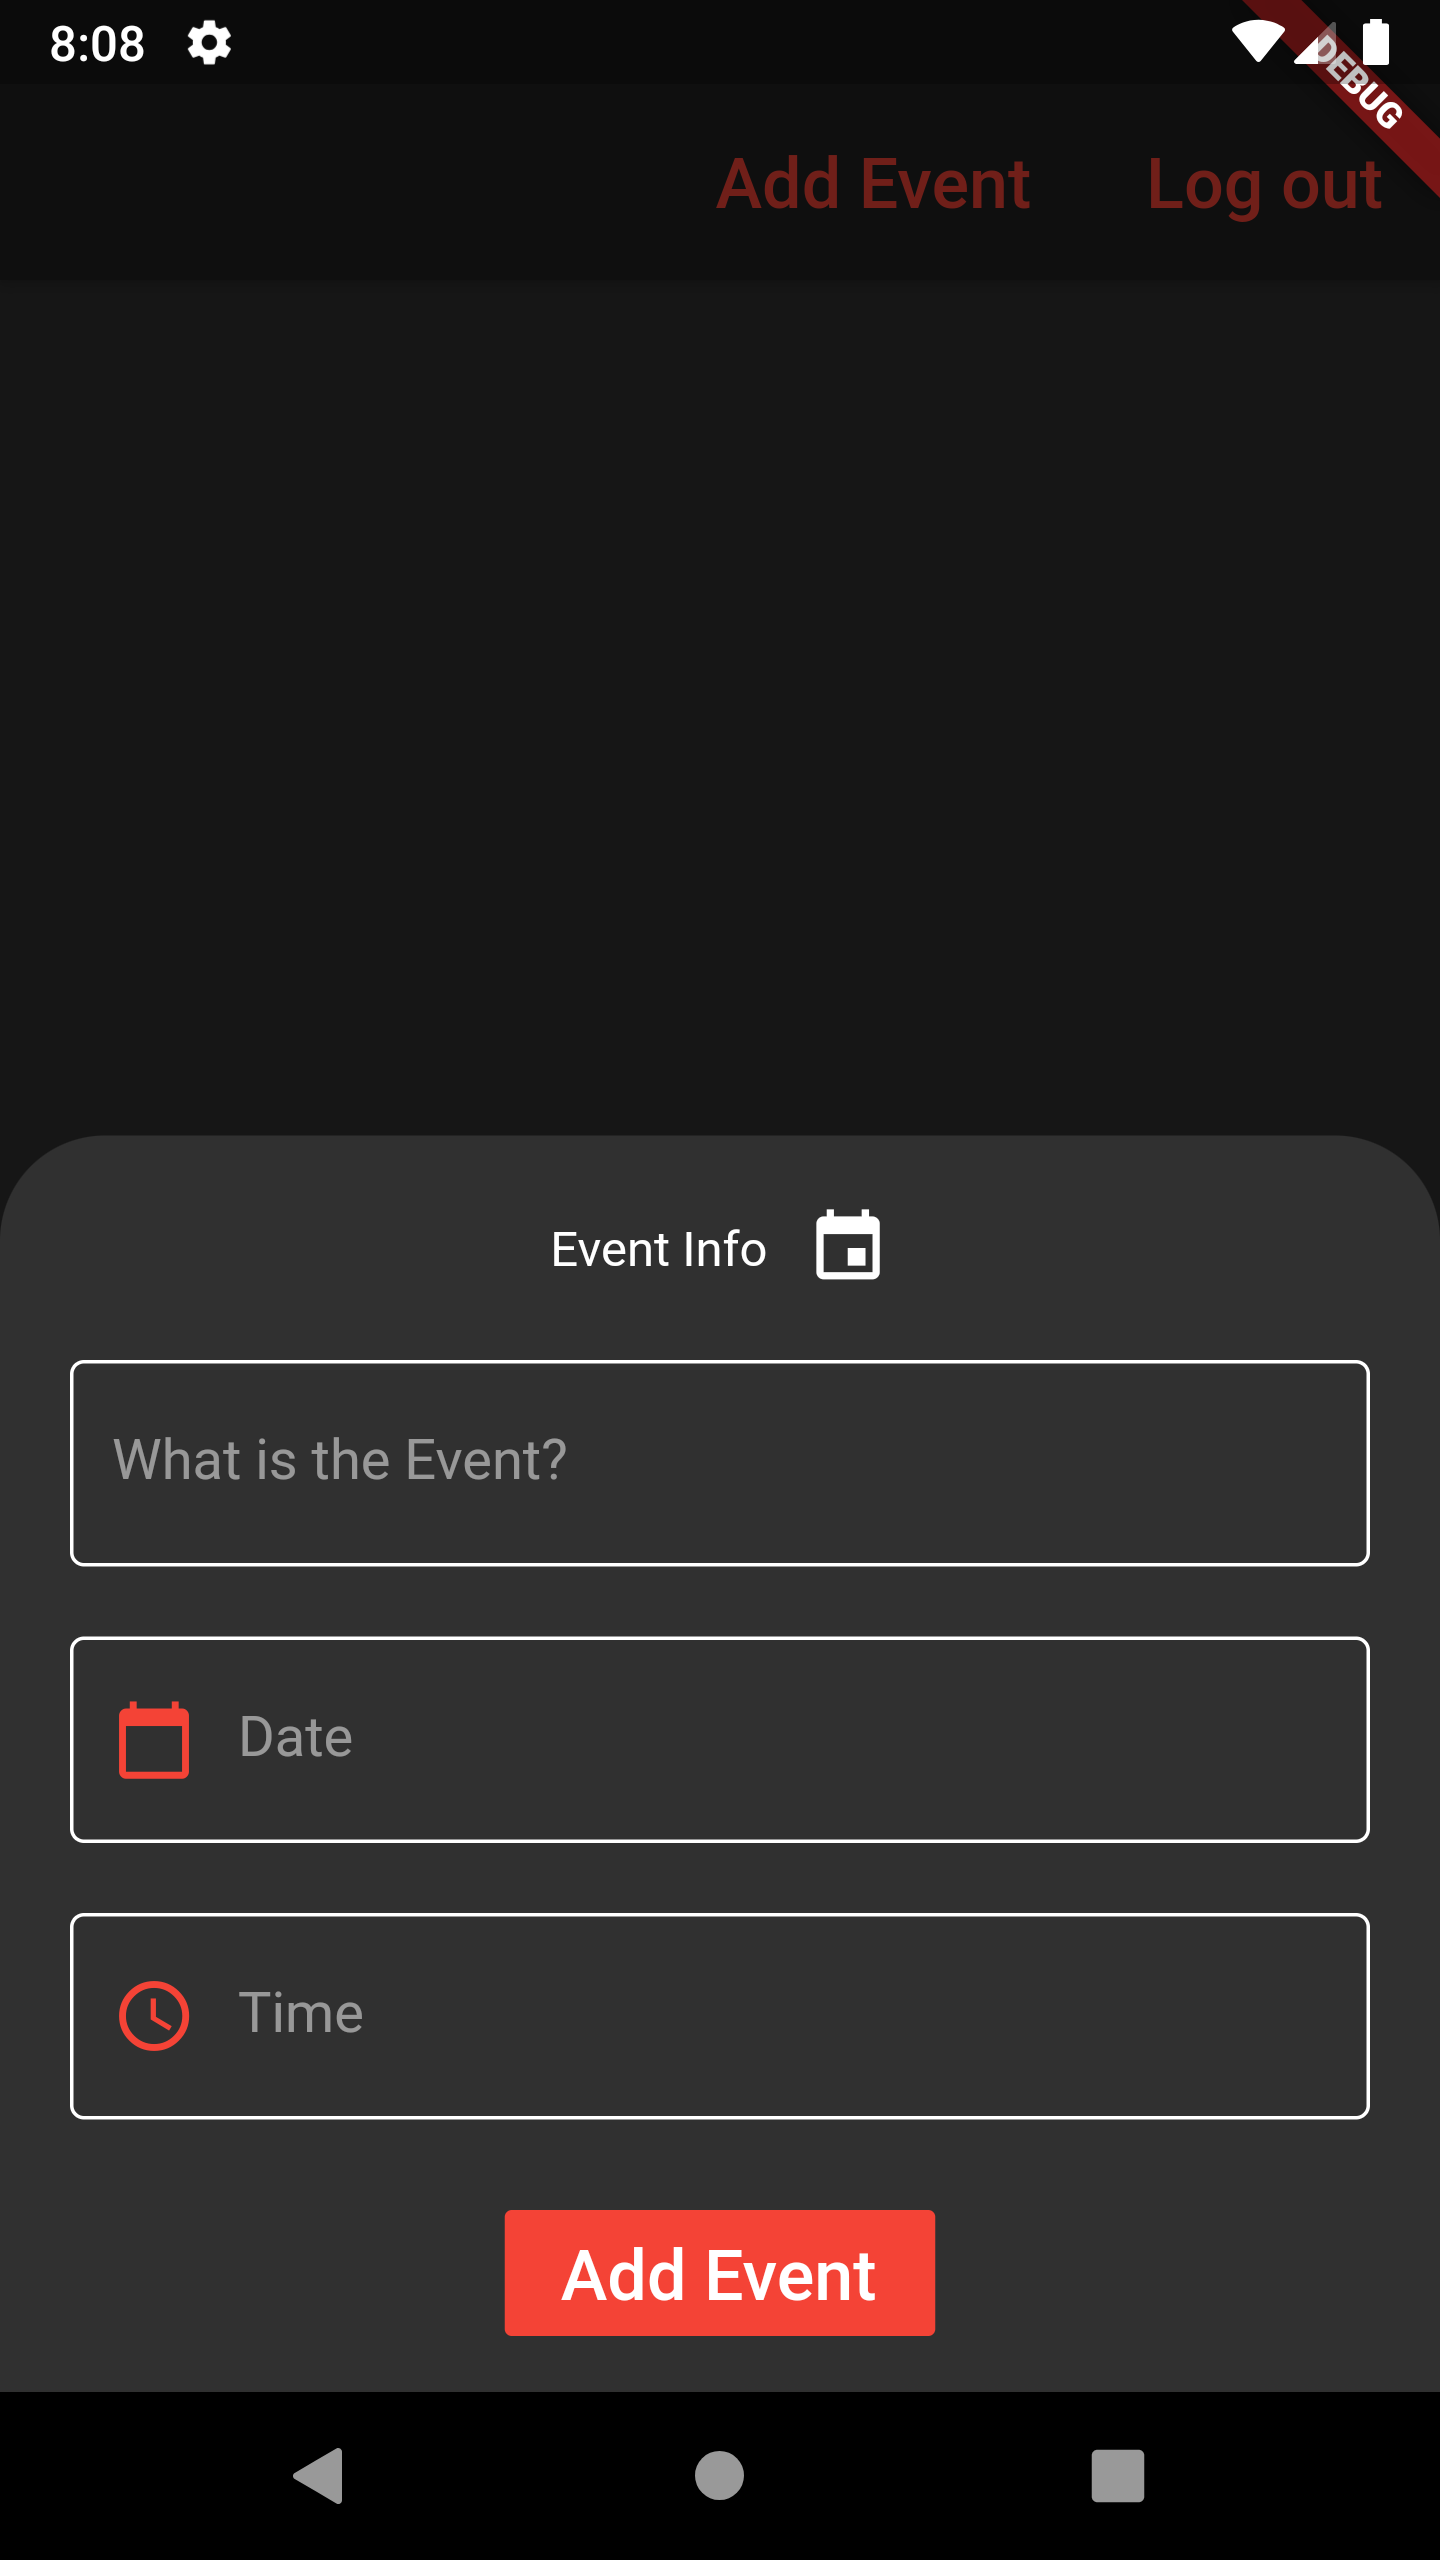 8:08
DEBUG
Add Event Log out
Event Info
What is the Event?
Date
Time
Add Event